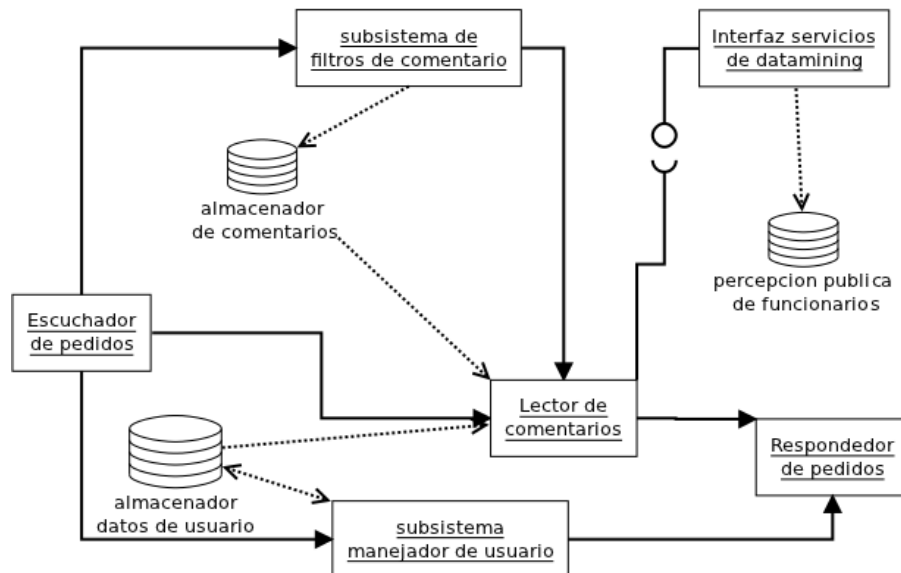 subsistema de
filtros de comentario
Interfaz servicios
de datamining
almacenador
de comentarios
percepcion publica
de funcionarios
Escuchador
de pedidos
Lector de
comentarios
Respondedor
de pedidos
almacenador
datos de usuario
subsistema
manejador de usuario